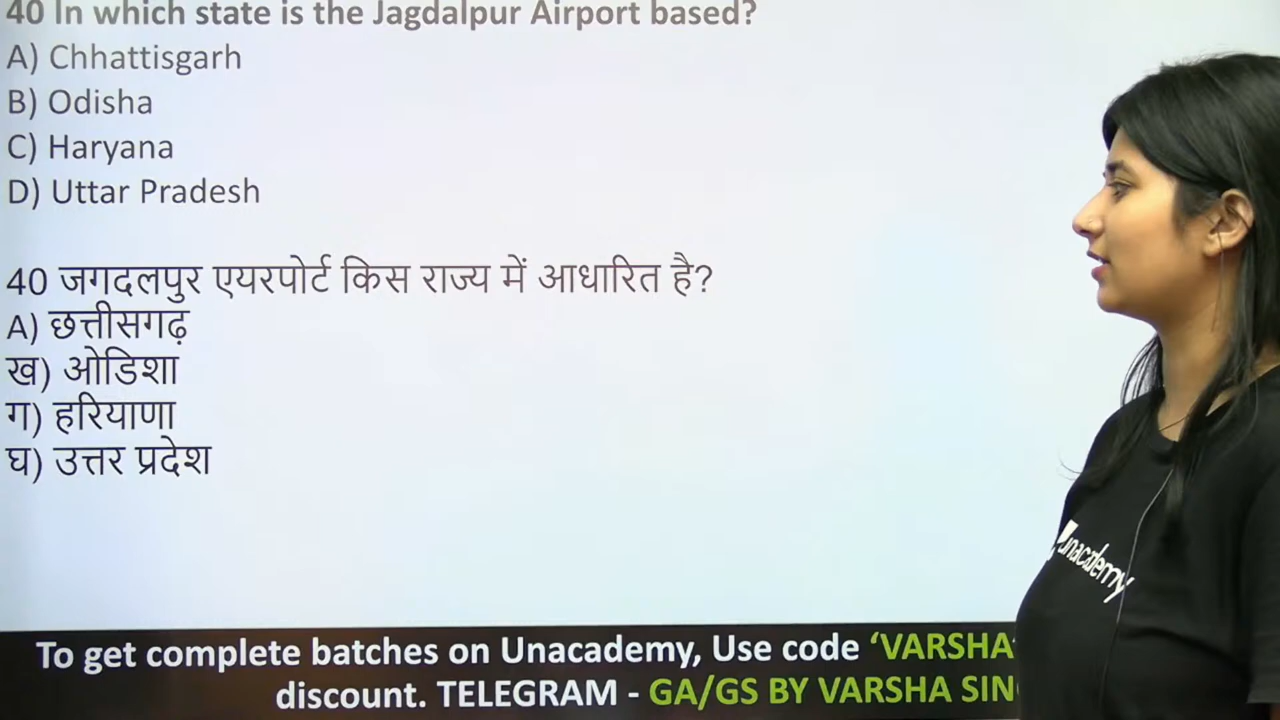 40 In which state is the Jagdalpur Airport based?
A) Chhattisgarh
B) Odisha
C) Haryana
D) Uttar Pradesh
40 जगदलपुर एयरपोर्ट किस राज्य में आधारित है?
A) छत्तीसगढ़
ख) ओडिशा
ग) हरियाणा
घ) उत्तर प्रदेश
unacademy
To get complete batches on Unacademy, Use code ‘VARSHA
discount. TELEGRAM - GA/GS BY VARSHA SIN